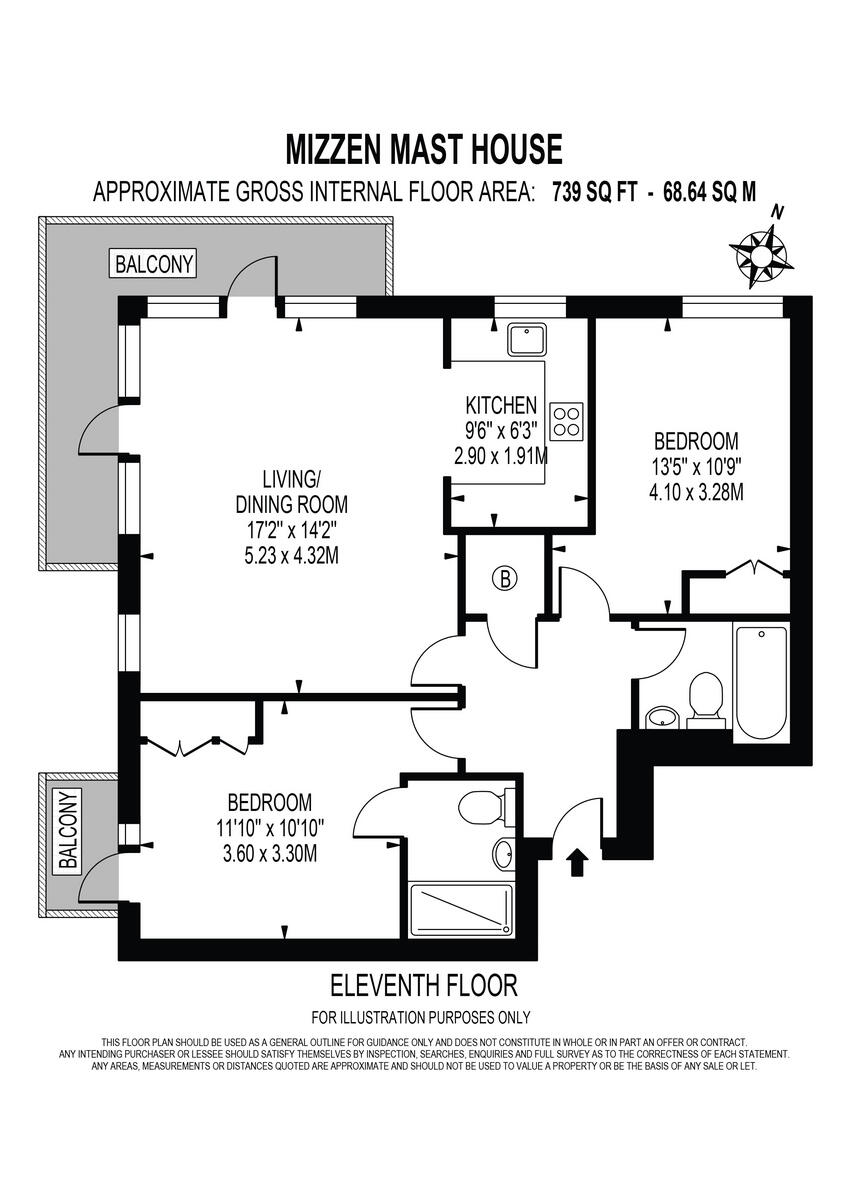 MIZZEN MAST HOUSE
APPROXIMATE GROSS INTERNAL FLOOR AREA: 739 SQ FT - 68.64 SQ M
N
BALCONY
KITCHEN
9'6" x 6'3"
2.90 x 1.91M
BEDROOM
13'5" x 10'9"
4.10 x 3.28M
LIVING/
DINING ROOM
17'2" x 14'2"
5.23 x 4.32M
B
BALCONY
BEDROOM
11'10" x 10'10"
3.60 x 3.30M
ELEVENTH FLOOR
FOR ILLUSTRATION PURPOSES ONLY
THIS FLOOR PLAN SHOULD BE USED AS A GENERAL OUTLINE FOR GUIDANCE ONLY AND DOES NOT CONSTITUTE IN WHOLE OR IN PART AN OFFER OR CONTRACT.
ANY INTENDING PURCHASER OR LESSEE SHOULD SATISFY THEMSELVES BY INSPECTION, SEARCHES, ENQUIRIES AND FULL SURVEY AS TO THE CORRECTNESS OF EACH STATEMENT.
ANY AREAS, MEASUREMENTS OR DISTANCES QUOTED ARE APPROXIMATE AND SHOULD NOT BE USED TO VALUE A PROPERTY OR BE THE BASIS OF ANY SALE OR LET.